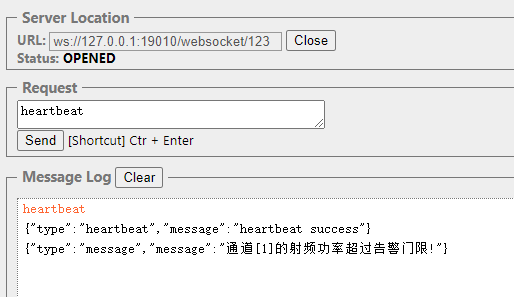 Server Location
URL: ws://127.0.0.1:19010/websocket/123 Close
Status: OPENED
Request
heartbeat
Send [Shortcut] Ctr + Enter
Message Log Clear
heartbeat
{"type":"heartbeat","message":"heartbeat success"}
{"type":"message","message":"通道[1]的射频功率超过告警门限!"}